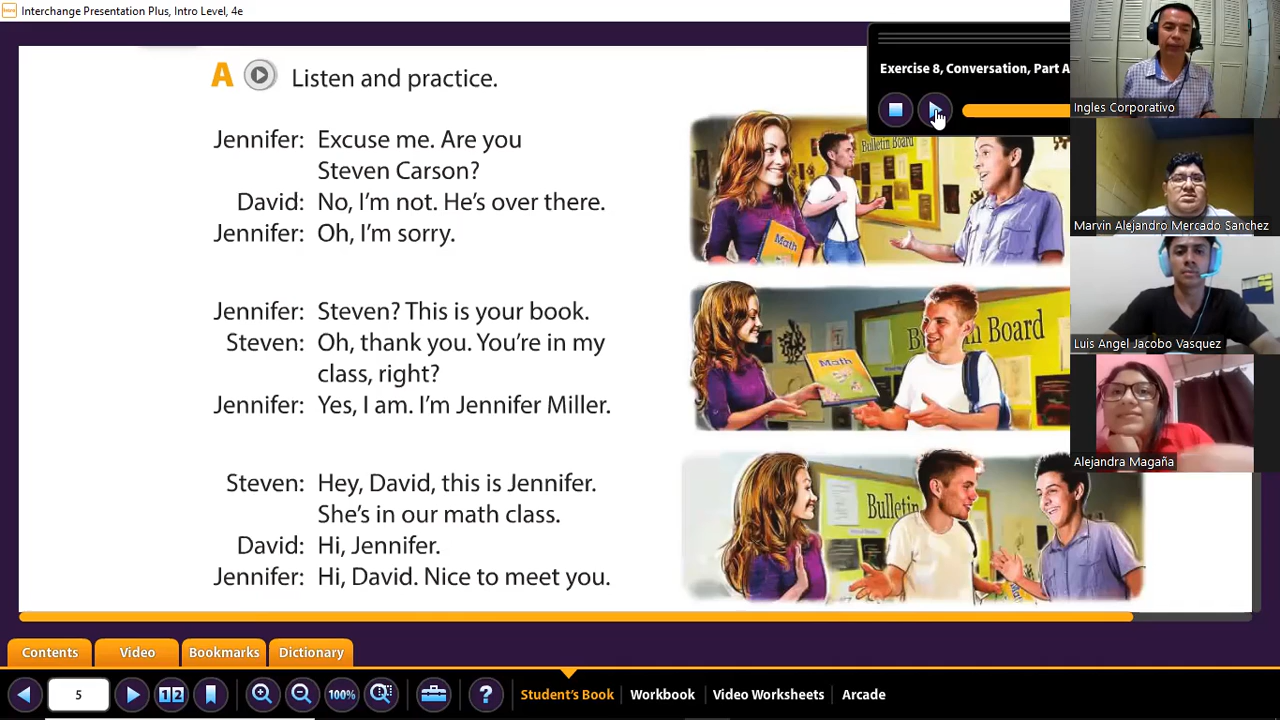 Interchange Presentation Plus, Intro Level, 4e
A Listen and practice.
Exercise 8, Conversation, Part A
Jennifer: Excuse me. Are you
Steven Carson?
David: No, I'm not. He's over there.
Jennifer: Oh, I'm sorry.
Bulletin Board
Math
Jennifer: Steven? This is your book.
Steven: Oh, thank you. You're in my
class, right?
Jennifer: Yes, I am. I'm Jennifer Miller.
Board
Math
Steven: Hey, David, this is Jennifer.
She's in our math class.
David: Hi, Jennifer.
Jennifer: Hi, David. Nice to meet you.
Bulletin
Math
Ingles Corporativo
Marvin Alejandro Mercado Sanchez
Luis Angel Jacobo Vasquez
Alejandra Magaña
Contents Video Bookmarks Dictionary
5 1 2 100% ? Student's Book Workbook Video Worksheets Arcade